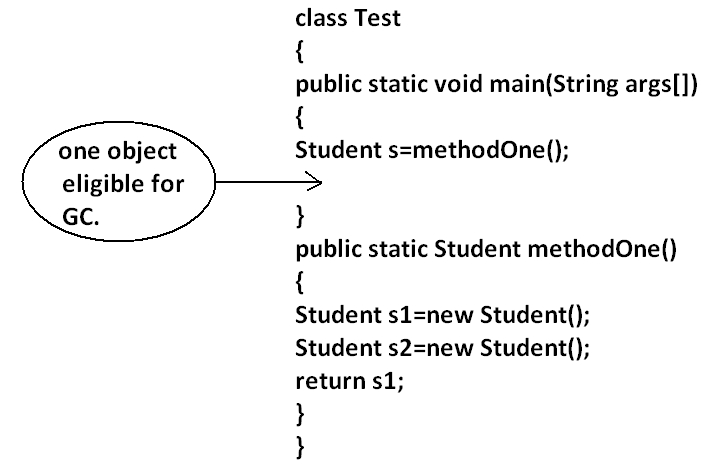 class Test
{
public static void main(String args[])
{
Student s=methodOne();
one object
eligible for
GC.
}
public static Student methodOne()
{
Student s1=new Student();
Student s2=new Student();
return s1;
}
}